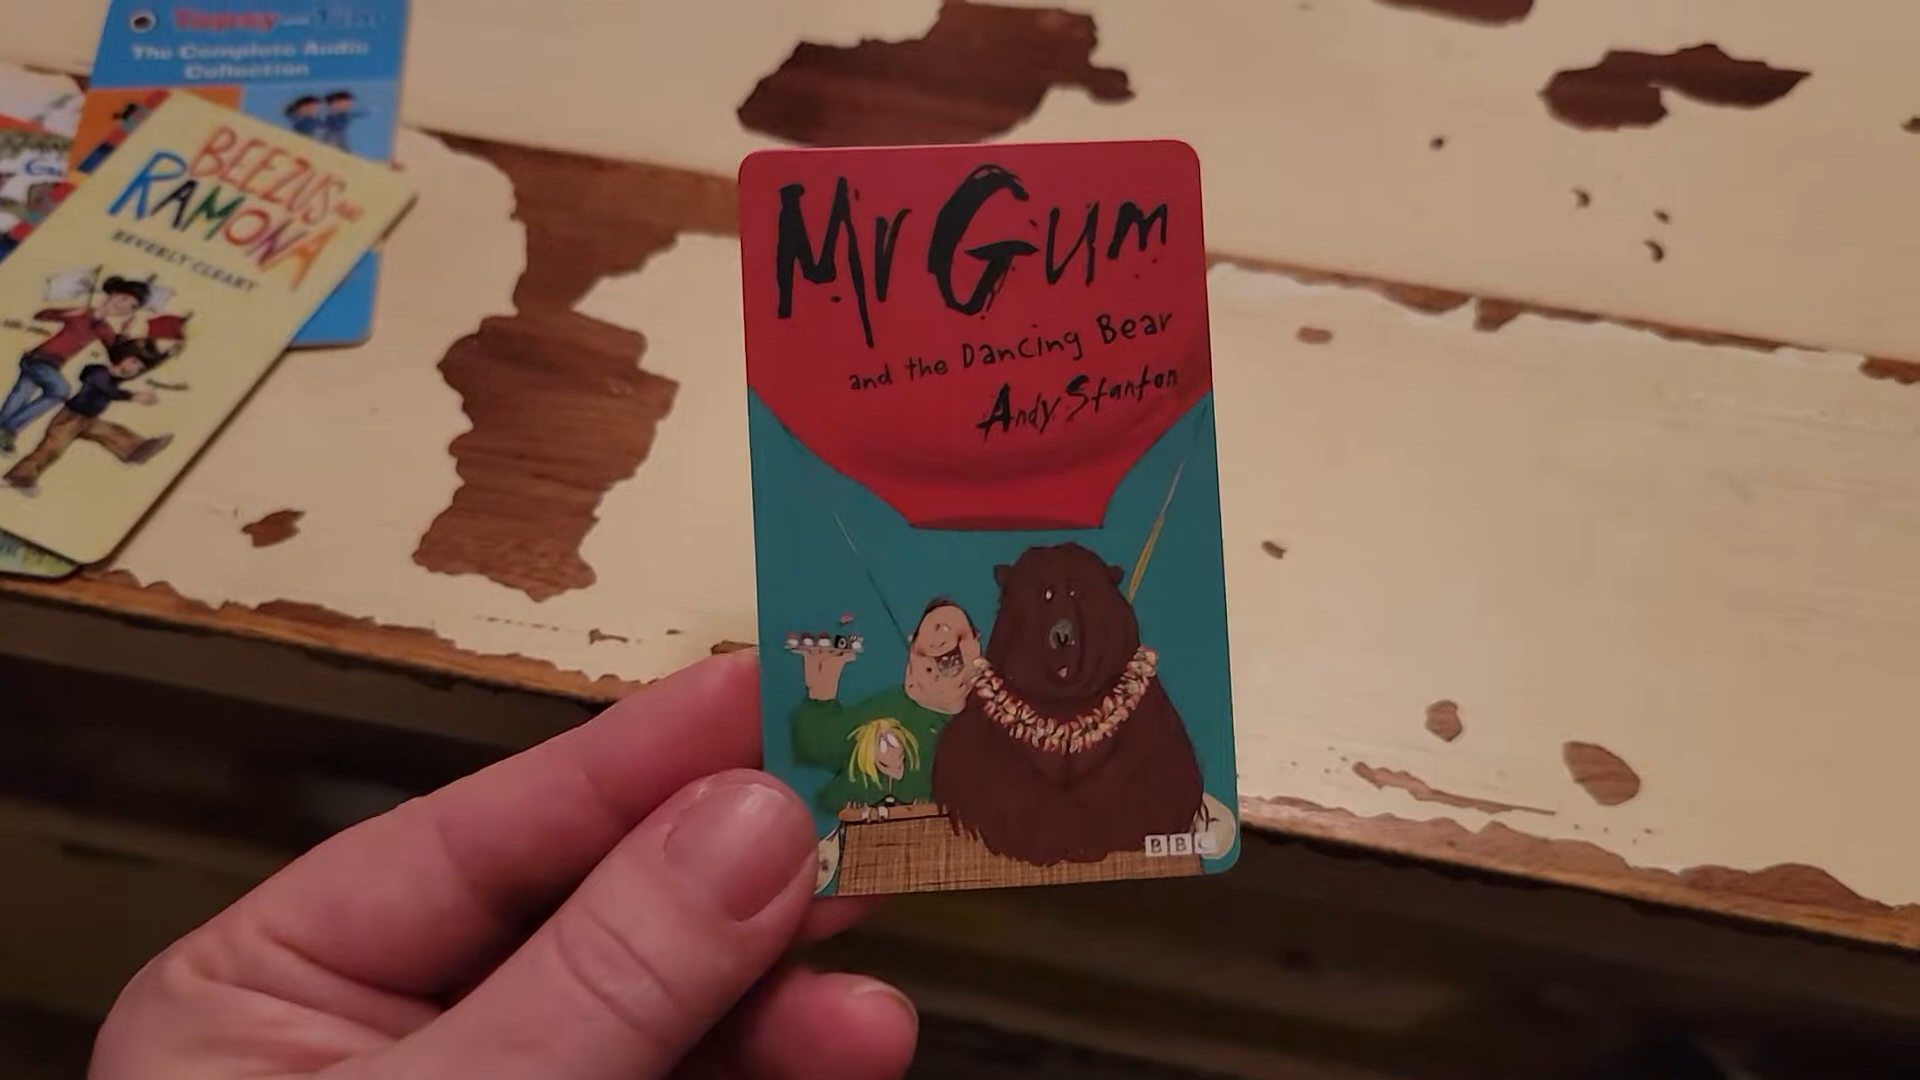 The Complete Audio
Collection
BEEZUS AND
RAMONA
BEVERLY CLEARY
Mr Gum
and the Dancing Bear
Andy Stanton
BBC